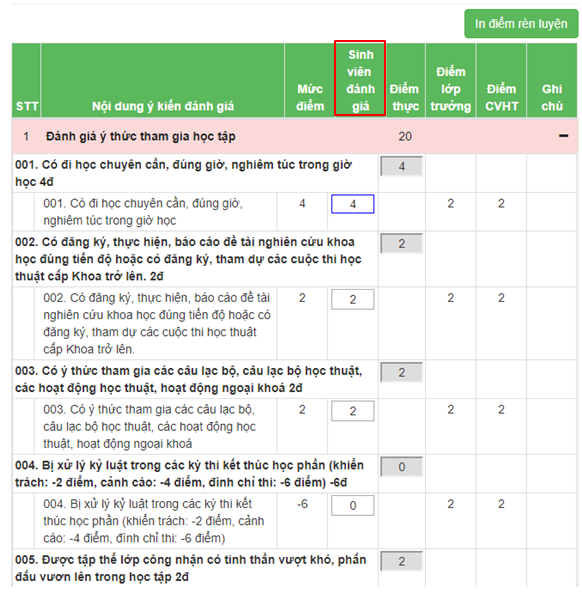 In điểm rèn luyện
STT
Nội dung ý kiến đánh giá
Mức điểm
Sinh viên đánh giá
Điểm thực
Điểm lớp trưởng
Điểm CVHT
Ghi chú
1 Đánh giá ý thức tham gia học tập 20
001. Có đi học chuyên cần, đúng giờ, nghiêm túc trong giờ
học 4đ
4
001. Có đi học chuyên cần, đúng giờ,
nghiêm túc trong giờ học
4 4 2 2
002. Có đăng ký, thực hiện, báo cáo đề tài nghiên cứu khoa
học đúng tiến độ hoặc có đăng ký, tham dự các cuộc thi học
thuật cấp Khoa trở lên. 2đ
2
002. Có đăng ký, thực hiện, báo cáo đề tài
nghiên cứu khoa học đúng tiến độ hoặc có
đăng ký, tham dự các cuộc thi học thuật
cấp Khoa trở lên.
2 2 2 2
003. Có ý thức tham gia các câu lạc bộ, câu lạc bộ học thuật,
các hoạt động học thuật, hoạt động ngoại khoá 2đ
2
003. Có ý thức tham gia các câu lạc bộ,
câu lạc bộ học thuật, các hoạt động học
thuật, hoạt động ngoại khoá
2 2 2 2
004. Bị xử lý kỷ luật trong các kỳ thi kết thúc học phần (khiển
trách: -2 điểm, cảnh cáo: -4 điểm, đình chỉ thi: -6 điểm) -6đ
0
004. Bị xử lý kỷ luật trong các kỳ thi kết
thúc học phần (khiển trách: -2 điểm, cảnh
cáo: -4 điểm, đình chỉ thi: -6 điểm)
-6 0 2 2
005. Được tập thể lớp công nhận có tinh thần vượt khó, phấn
đấu vươn lên trong học tập 2đ
2